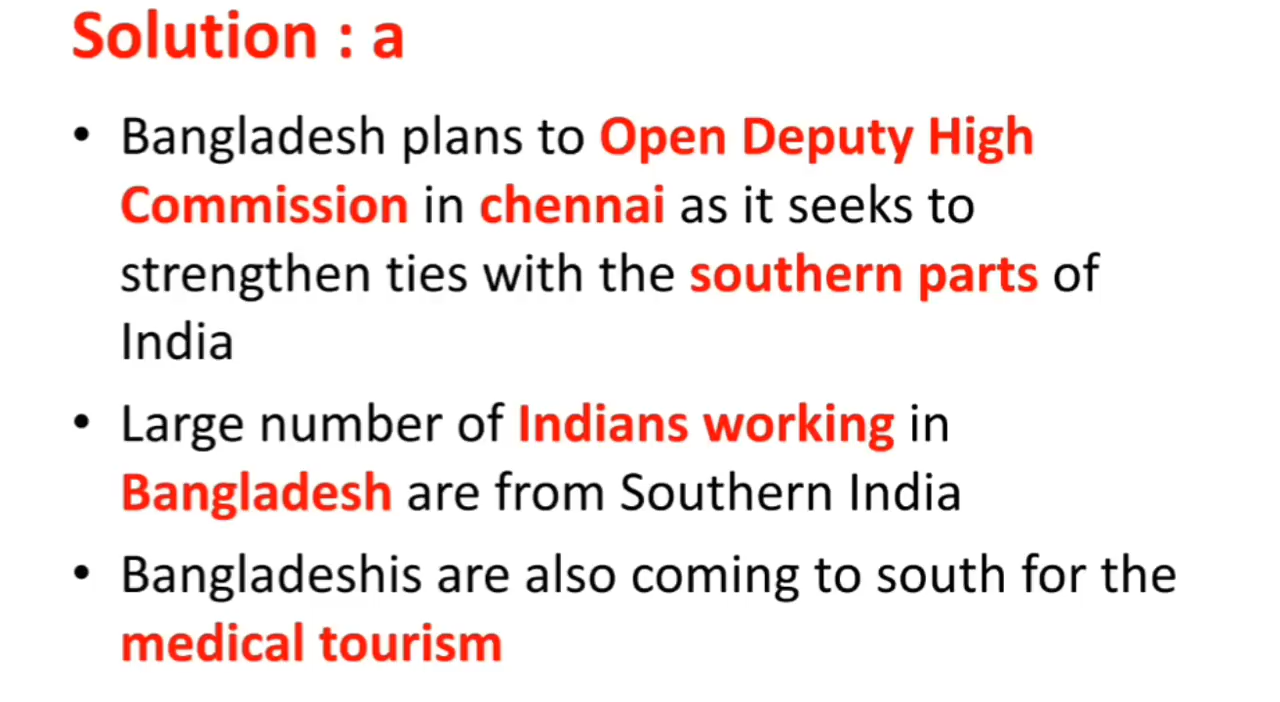 Solution : a
• Bangladesh plans to Open Deputy High
Commission in chennai as it seeks to
strengthen ties with the southern parts of
India
• Large number of Indians working in
Bangladesh are from Southern India
• Bangladeshis are also coming to south for the
medical tourism